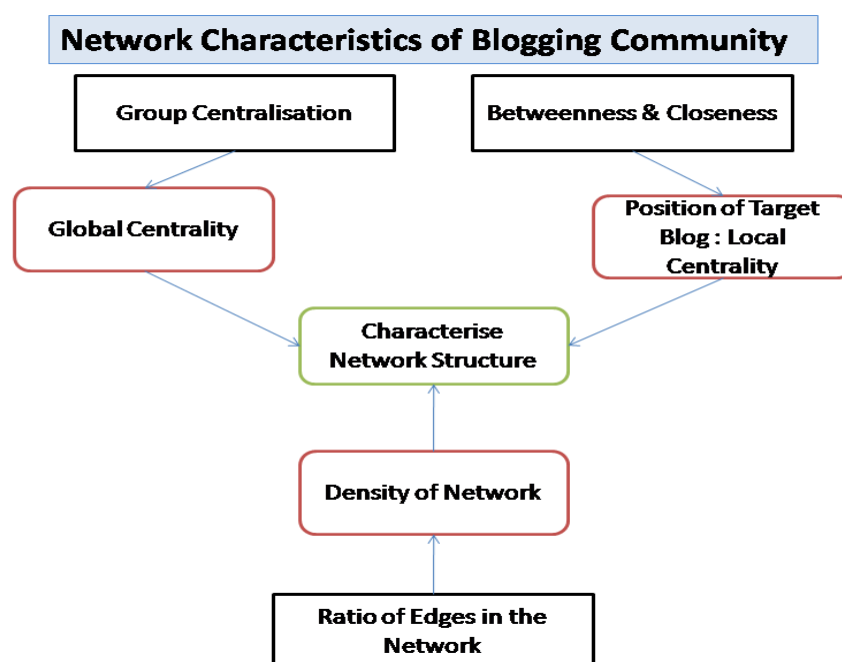 Network Characteristics of Blogging Community
Group Centralisation
Betweenness & Closeness
Global Centrality
Position of Target
Blog : Local
Centrality
Characterise
Network Structure
Density of Network
Ratio of Edges in the
Network